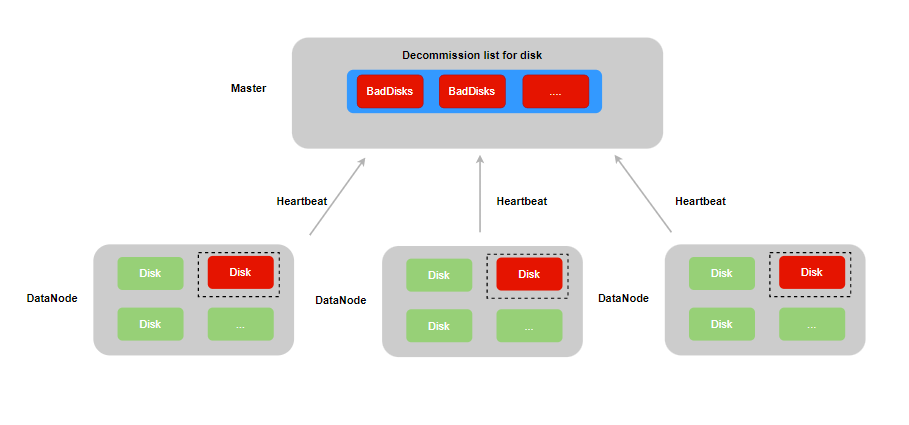 Decommission list for disk
Master
BadDisks
BadDisks
....
Heartbeat
Heartbeat
Heartbeat
DataNode
Disk
Disk
Disk
...
DataNode
Disk
Disk
Disk
...
DataNode
Disk
Disk
Disk
...